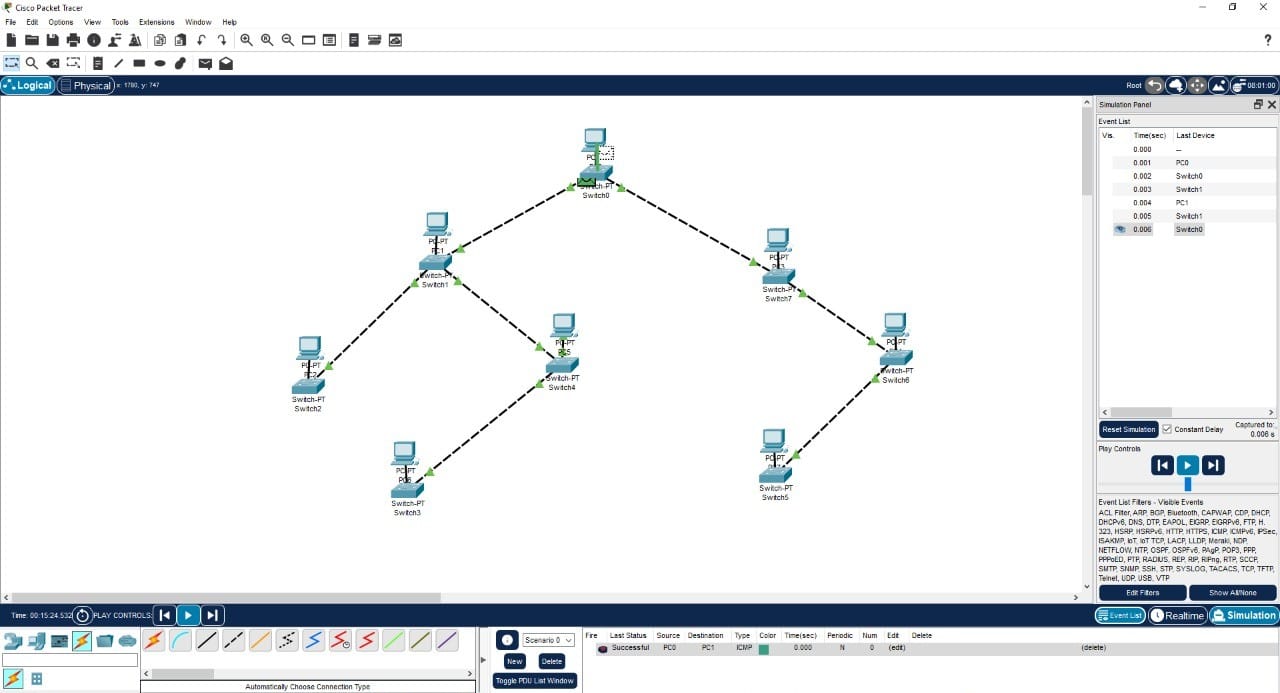 Cisco Packet Tracer
File Edit Options View Tools Extensions Window Help
?
Logical Physical x: 1780, y: 747
Root 08:01:00
Simulation Panel
Event List
Vis. Time(sec) Last Device
0.000 --
0.001 PC0
0.002 Switch0
0.003 Switch1
0.004 PC1
0.005 Switch1
0.006 Switch0
Reset Simulation Constant Delay Captured to:
0.006 s
Play Controls
Event List Filters - Visible Events
ACL Filter, ARP, BGP, Bluetooth, CAPWAP, CDP, DHCP,
DHCPv6, DNS, DTP, EAPOL, EIGRP, EIGRPv6, FTP, H.
323, HSRP, HSRPv6, HTTP, HTTPS, ICMP, ICMPv6, IPSec,
ISAKMP, IoT, IoT TCP, LACP, LLDP, Meraki, NDP,
NETFLOW, NTP, OSPF, OSPFv6, PAgP, POP3, PPP,
PPPoED, PTP, RADIUS, REP, RIP, RIPng, RTP, SCCP,
SMTP, SNMP, SSH, STP, SYSLOG, TACACS, TCP, TFTP,
Telnet, UDP, USB, VTP
Edit Filters Show All/None
Switch0
PC-PT
PC1
Switch-PT
Switch1
PC-PT
Switch-PT
Switch7
PC-PT
PC2
Switch-PT
Switch2
PC-PT
PC5
Switch-PT
Switch4
PC-PT
Switch-PT
Switch6
PC-PT
Switch-PT
Switch3
PC-PT
Switch-PT
Switch5
Time: 00:15:24.532 PLAY CONTROLS:
Event List Realtime Simulation
Scenario 0
New Delete
Toggle PDU List Window
Automatically Choose Connection Type
Fire Last Status Source Destination Type Color Time(sec) Periodic Num Edit Delete
Successful PC0 PC1 ICMP 0.000 N 0 (edit) (delete)